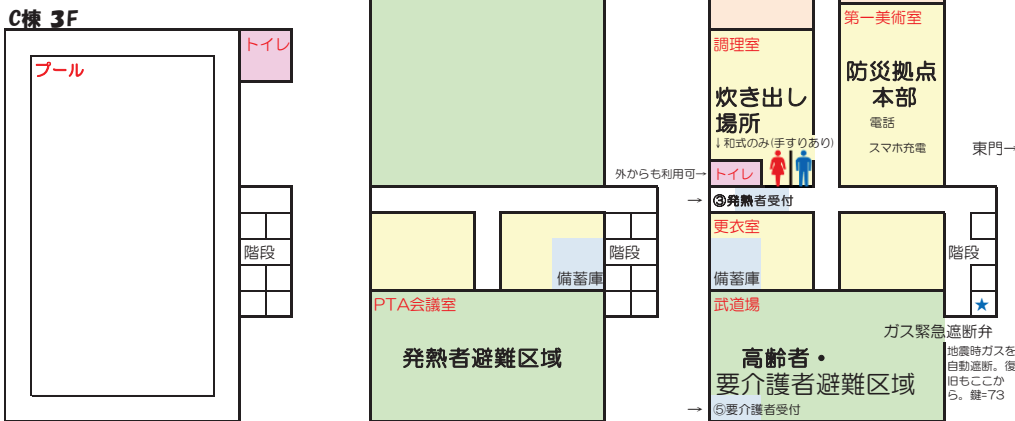 C棟 3F
トイレ
プール
階段
備蓄庫
階段
PTA会議室
発熱者避難区域
第一美術室
調理室
防災拠点
本部
電話
スマホ充電
炊き出し
場所
↓和式のみ(手すりあり)
東門→
外からも利用可→
トイレ
→
③発熱者受付
更衣室
備蓄庫
階段
武道場
★
ガス緊急遮断弁
地震時ガスを
自動遮断。復
旧もここか
ら。鍵=73
高齢者・
要介護者避難区域
→
⑤要介護者受付